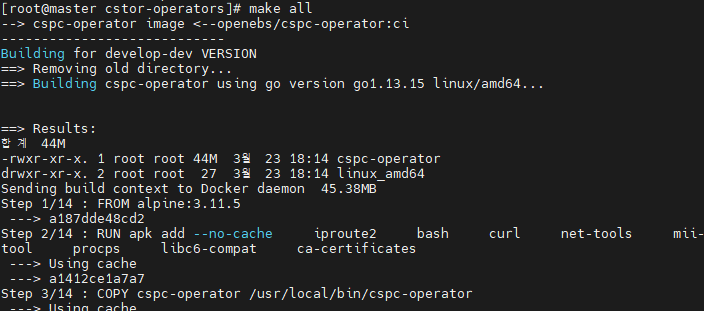 [root@master cstor-operators]# make all
--> cspc-operator image <--openebs/cspc-operator:ci
----------------------------
Building for develop-dev VERSION
==> Removing old directory...
==> Building cspc-operator using go version go1.13.15 linux/amd64...
==> Results:
합계 44M
-rwxr-xr-x. 1 root root 44M 3월 23 18:14 cspc-operator
drwxr-xr-x. 2 root root 27 3월 23 18:14 linux_amd64
Sending build context to Docker daemon 45.38MB
Step 1/14 : FROM alpine:3.11.5
---> a187dde48cd2
Step 2/14 : RUN apk add --no-cache iproute2 bash curl net-tools mii-
tool procps libc6-compat ca-certificates
---> Using cache
---> a1412ce1a7a7
Step 3/14 : COPY cspc-operator /usr/local/bin/cspc-operator
---> Using cache